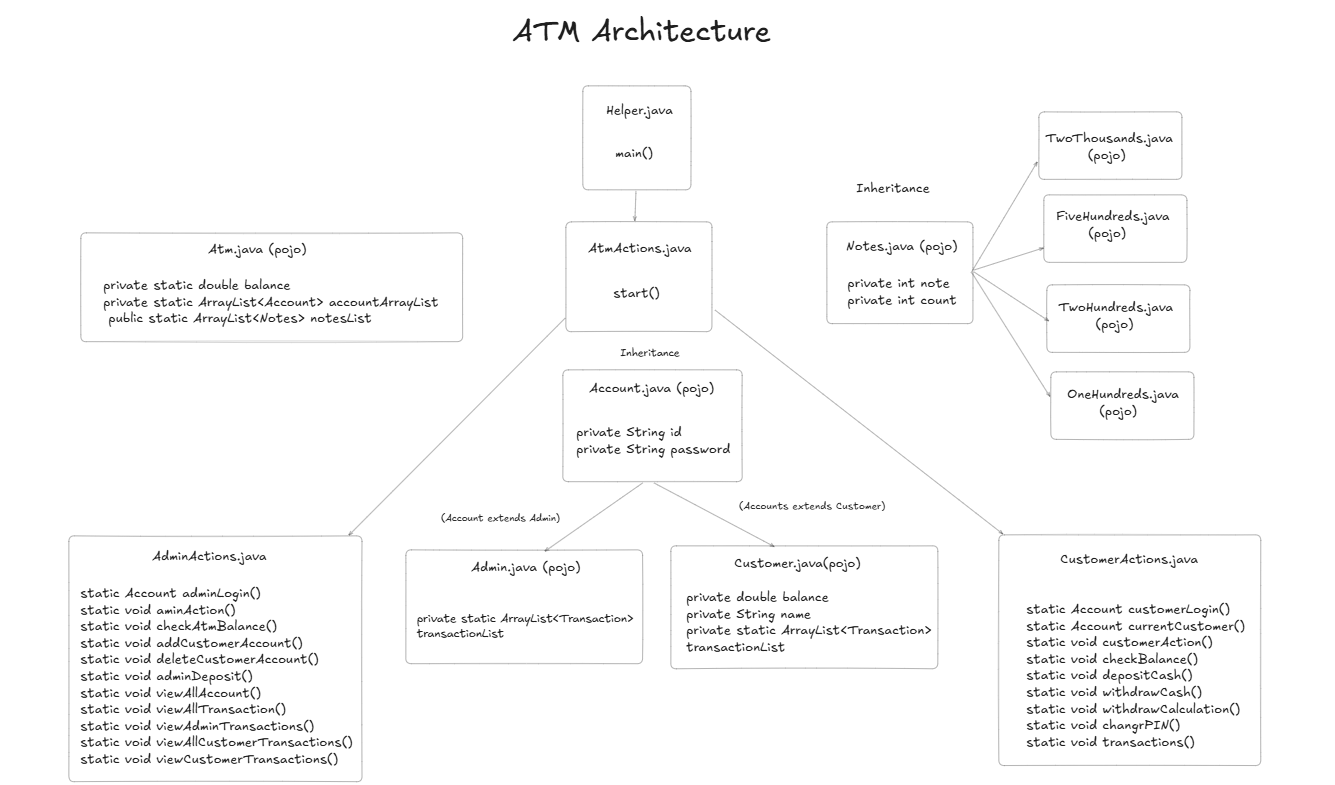 ATM Architecture
Helper.java
main()
AtmActions.java
start()
Atm.java (pojo)
private static double balance
private static ArrayList<Account> accountArrayList
public static ArrayList<Notes> notesList
Inheritance
Notes.java (pojo)
private int note
private int count
TwoThousands.java
(pojo)
FiveHundreds.java
(pojo)
TwoHundreds.java
(pojo)
OneHundreds.java
(pojo)
Inheritance
Account.java (pojo)
private String id
private String password
(Account extends Admin)
(Accounts extends Customer)
AdminActions.java
static Account adminLogin()
static void aminAction()
static void checkAtmBalance()
static void addCustomerAccount()
static void deleteCustomerAccount()
static void adminDeposit()
static void viewAllAccount()
static void viewAllTransaction()
static void viewAdminTransactions()
static void viewAllCustomerTransactions()
static void viewCustomerTransactions()
Admin.java (pojo)
private static ArrayList<Transaction>
transactionList
Customer.java(pojo)
private double balance
private String name
private static ArrayList<Transaction>
transactionList
CustomerActions.java
static Account customerLogin()
static Account currentCustomer()
static void customerAction()
static void checkBalance()
static void depositCash()
static void withdrawCash()
static void withdrawCalculation()
static void changrPIN()
static void transactions()